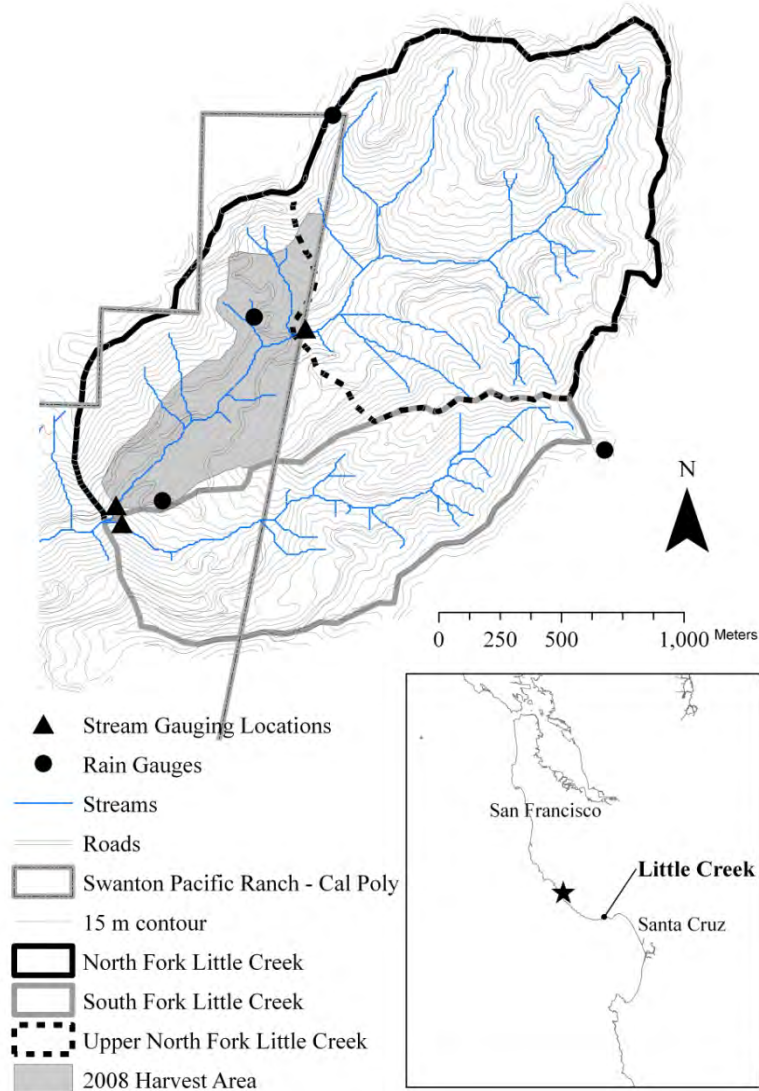 N
0 250 500 1,000 Meters
Stream Gauging Locations
Rain Gauges
Streams
Roads
Swanton Pacific Ranch - Cal Poly
15 m contour
North Fork Little Creek
South Fork Little Creek
Upper North Fork Little Creek
2008 Harvest Area
San Francisco
Little Creek
Santa Cruz